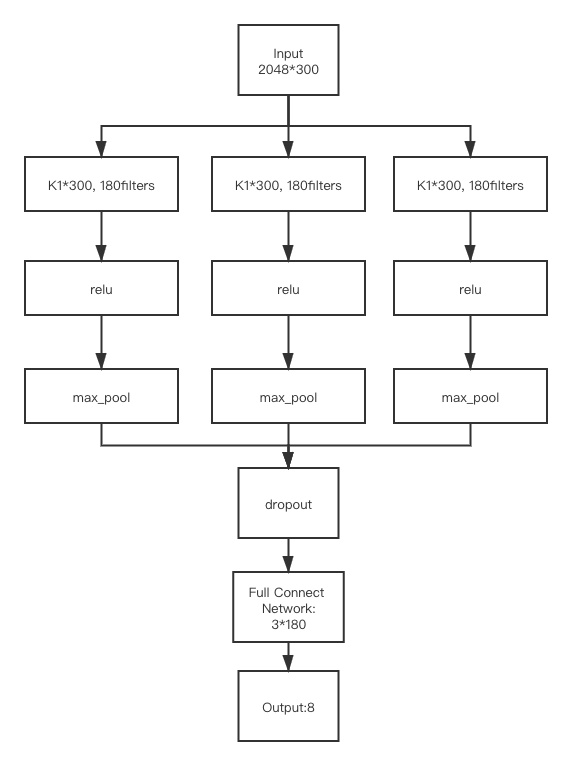 Input
2048*300
K1*300, 180filters
K1*300, 180filters
K1*300, 180filters
relu
relu
relu
max_pool
max_pool
max_pool
dropout
Full Connect
Network:
3*180
Output:8